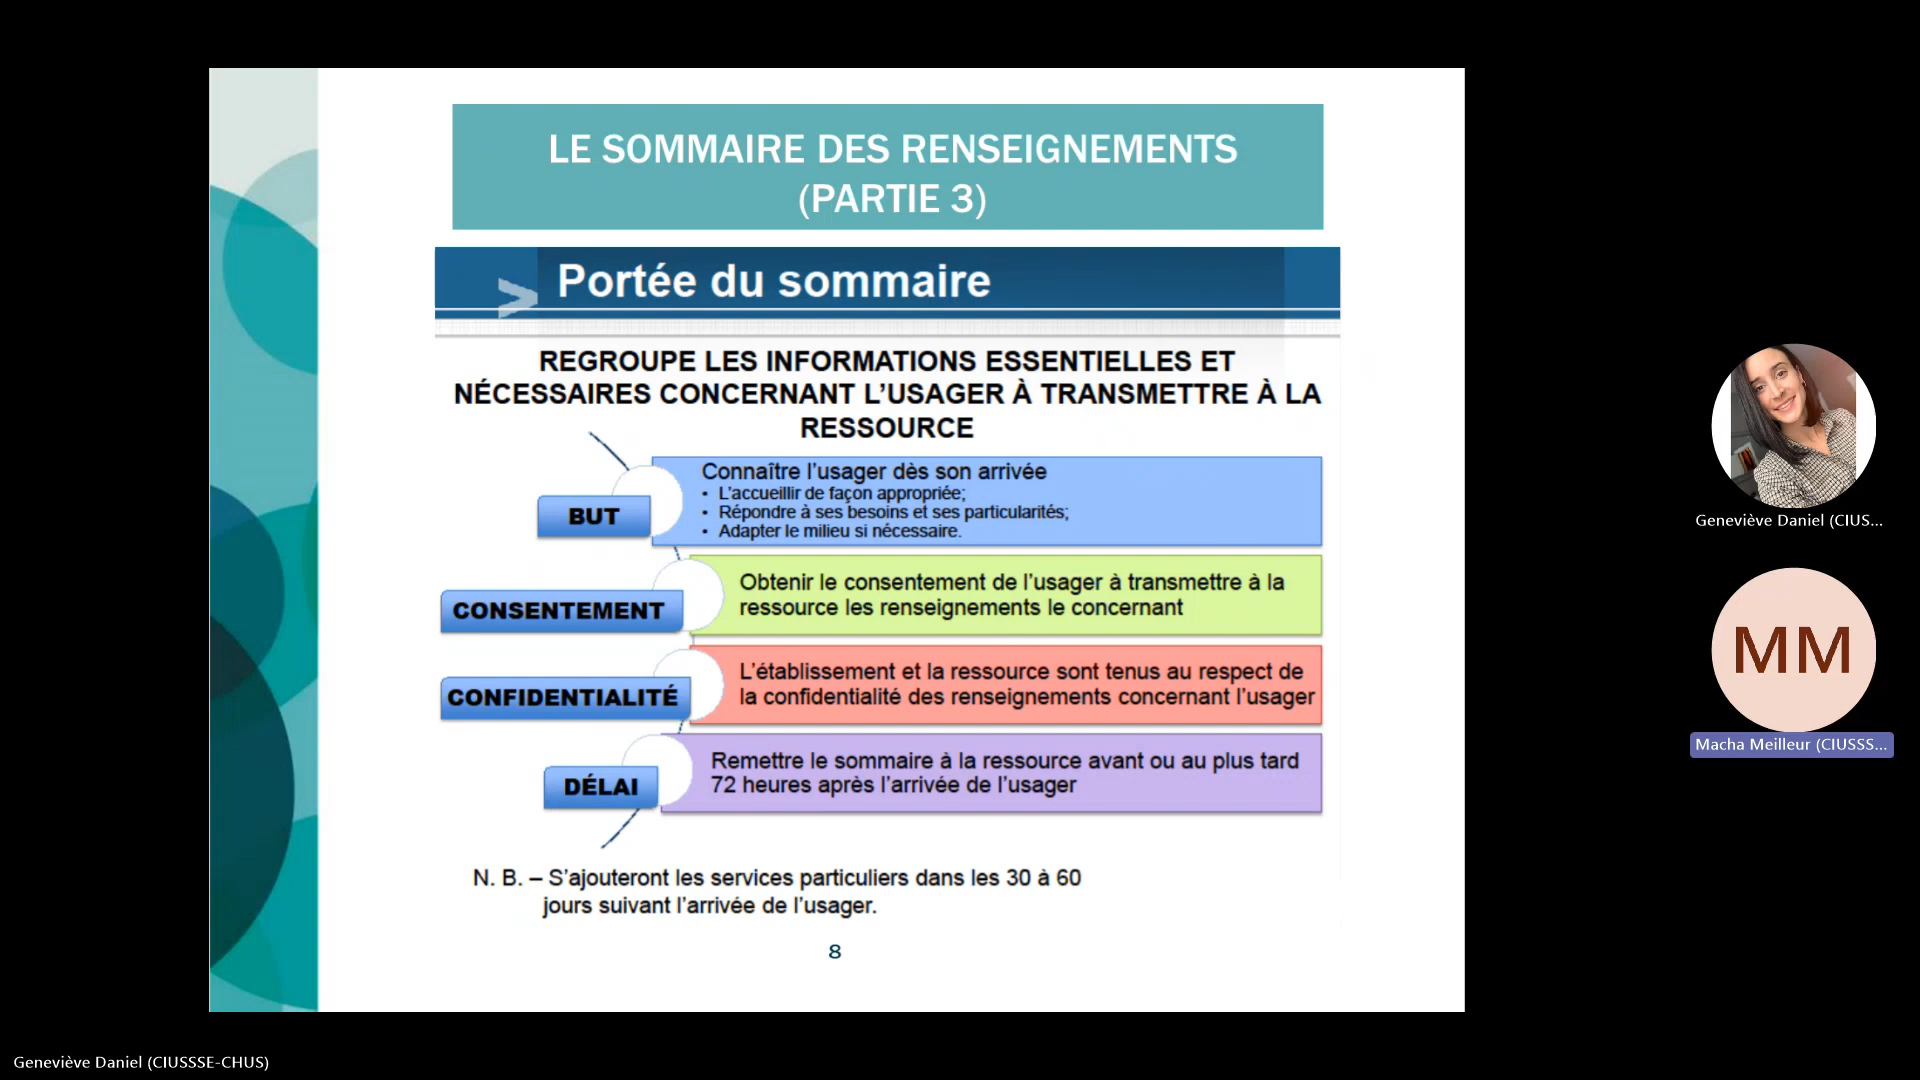 LE SOMMAIRE DES RENSEIGNEMENTS
(PARTIE 3)
> Portée du sommaire
REGROUPE LES INFORMATIONS ESSENTIELLES ET
NÉCESSAIRES CONCERNANT L’USAGER À TRANSMETTRE À LA
RESSOURCE
BUT
Connaître l’usager dès son arrivée
• L’accueillir de façon appropriée;
• Répondre à ses besoins et ses particularités;
• Adapter le milieu si nécessaire.
CONSENTEMENT
Obtenir le consentement de l’usager à transmettre à la
ressource les renseignements le concernant
CONFIDENTIALITÉ
L’établissement et la ressource sont tenus au respect de
la confidentialité des renseignements concernant l’usager
DÉLAI
Remettre le sommaire à la ressource avant ou au plus tard
72 heures après l’arrivée de l’usager
N. B. – S’ajouteront les services particuliers dans les 30 à 60
jours suivant l’arrivée de l’usager.
8
Geneviève Daniel (CIUS...
MM
Macha Meilleur (CIUSSS...
Geneviève Daniel (CIUSSSE-CHUS)